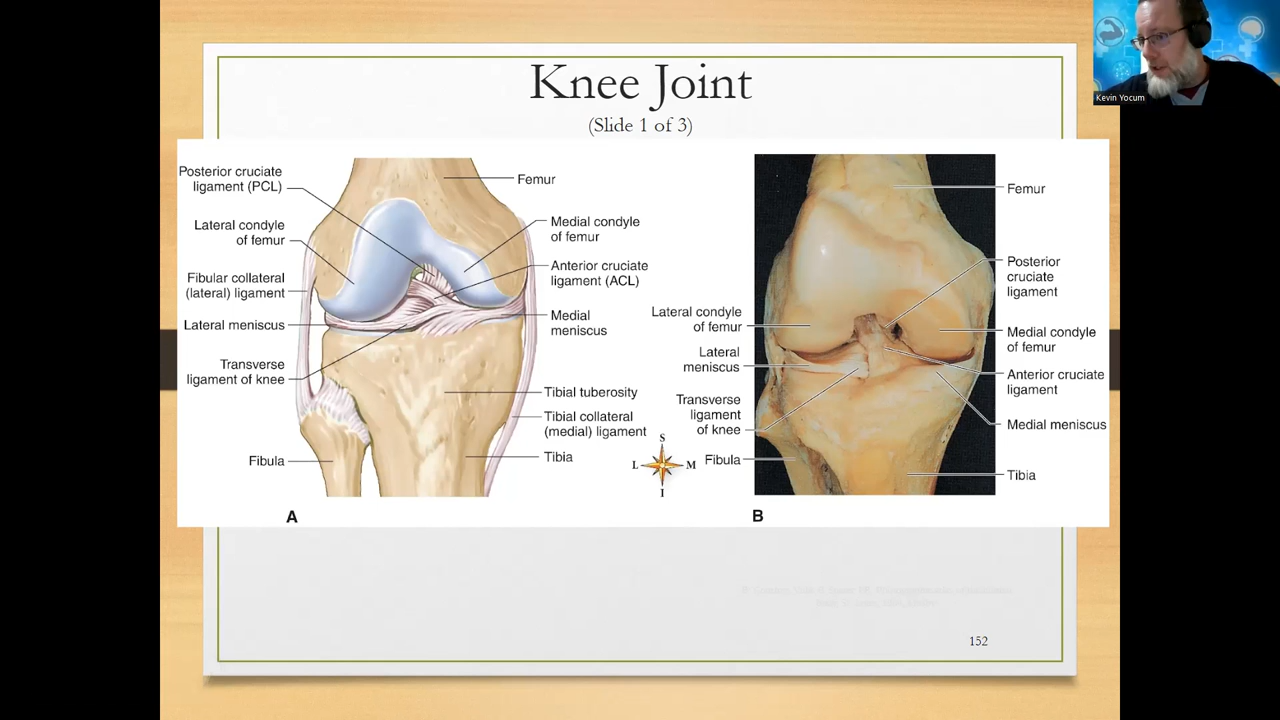 Knee Joint
(Slide 1 of 3)
Kevin Yocum
Posterior cruciate
ligament (PCL)
Lateral condyle
of femur
Fibular collateral
(lateral) ligament
Lateral meniscus
Transverse
ligament of knee
Fibula
Femur
Medial condyle
of femur
Anterior cruciate
ligament (ACL)
Medial
meniscus
Tibial tuberosity
Tibial collateral
(medial) ligament
Tibia
A
S
L M
I
Lateral condyle
of femur
Lateral
meniscus
Transverse
ligament
of knee
Fibula
Femur
Posterior
cruciate
ligament
Medial condyle
of femur
Anterior cruciate
ligament
Medial meniscus
Tibia
B
152